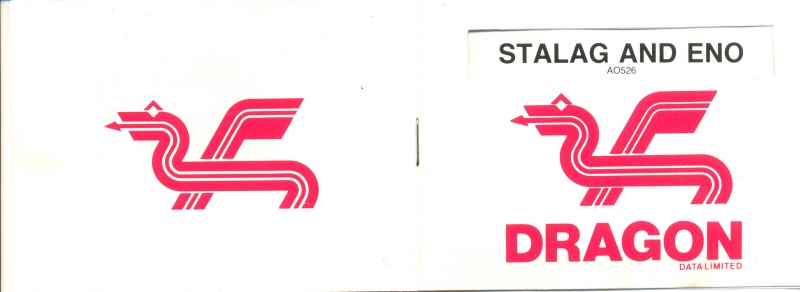 STALAG AND ENO
AO526
DRAGON
DATA LIMITED